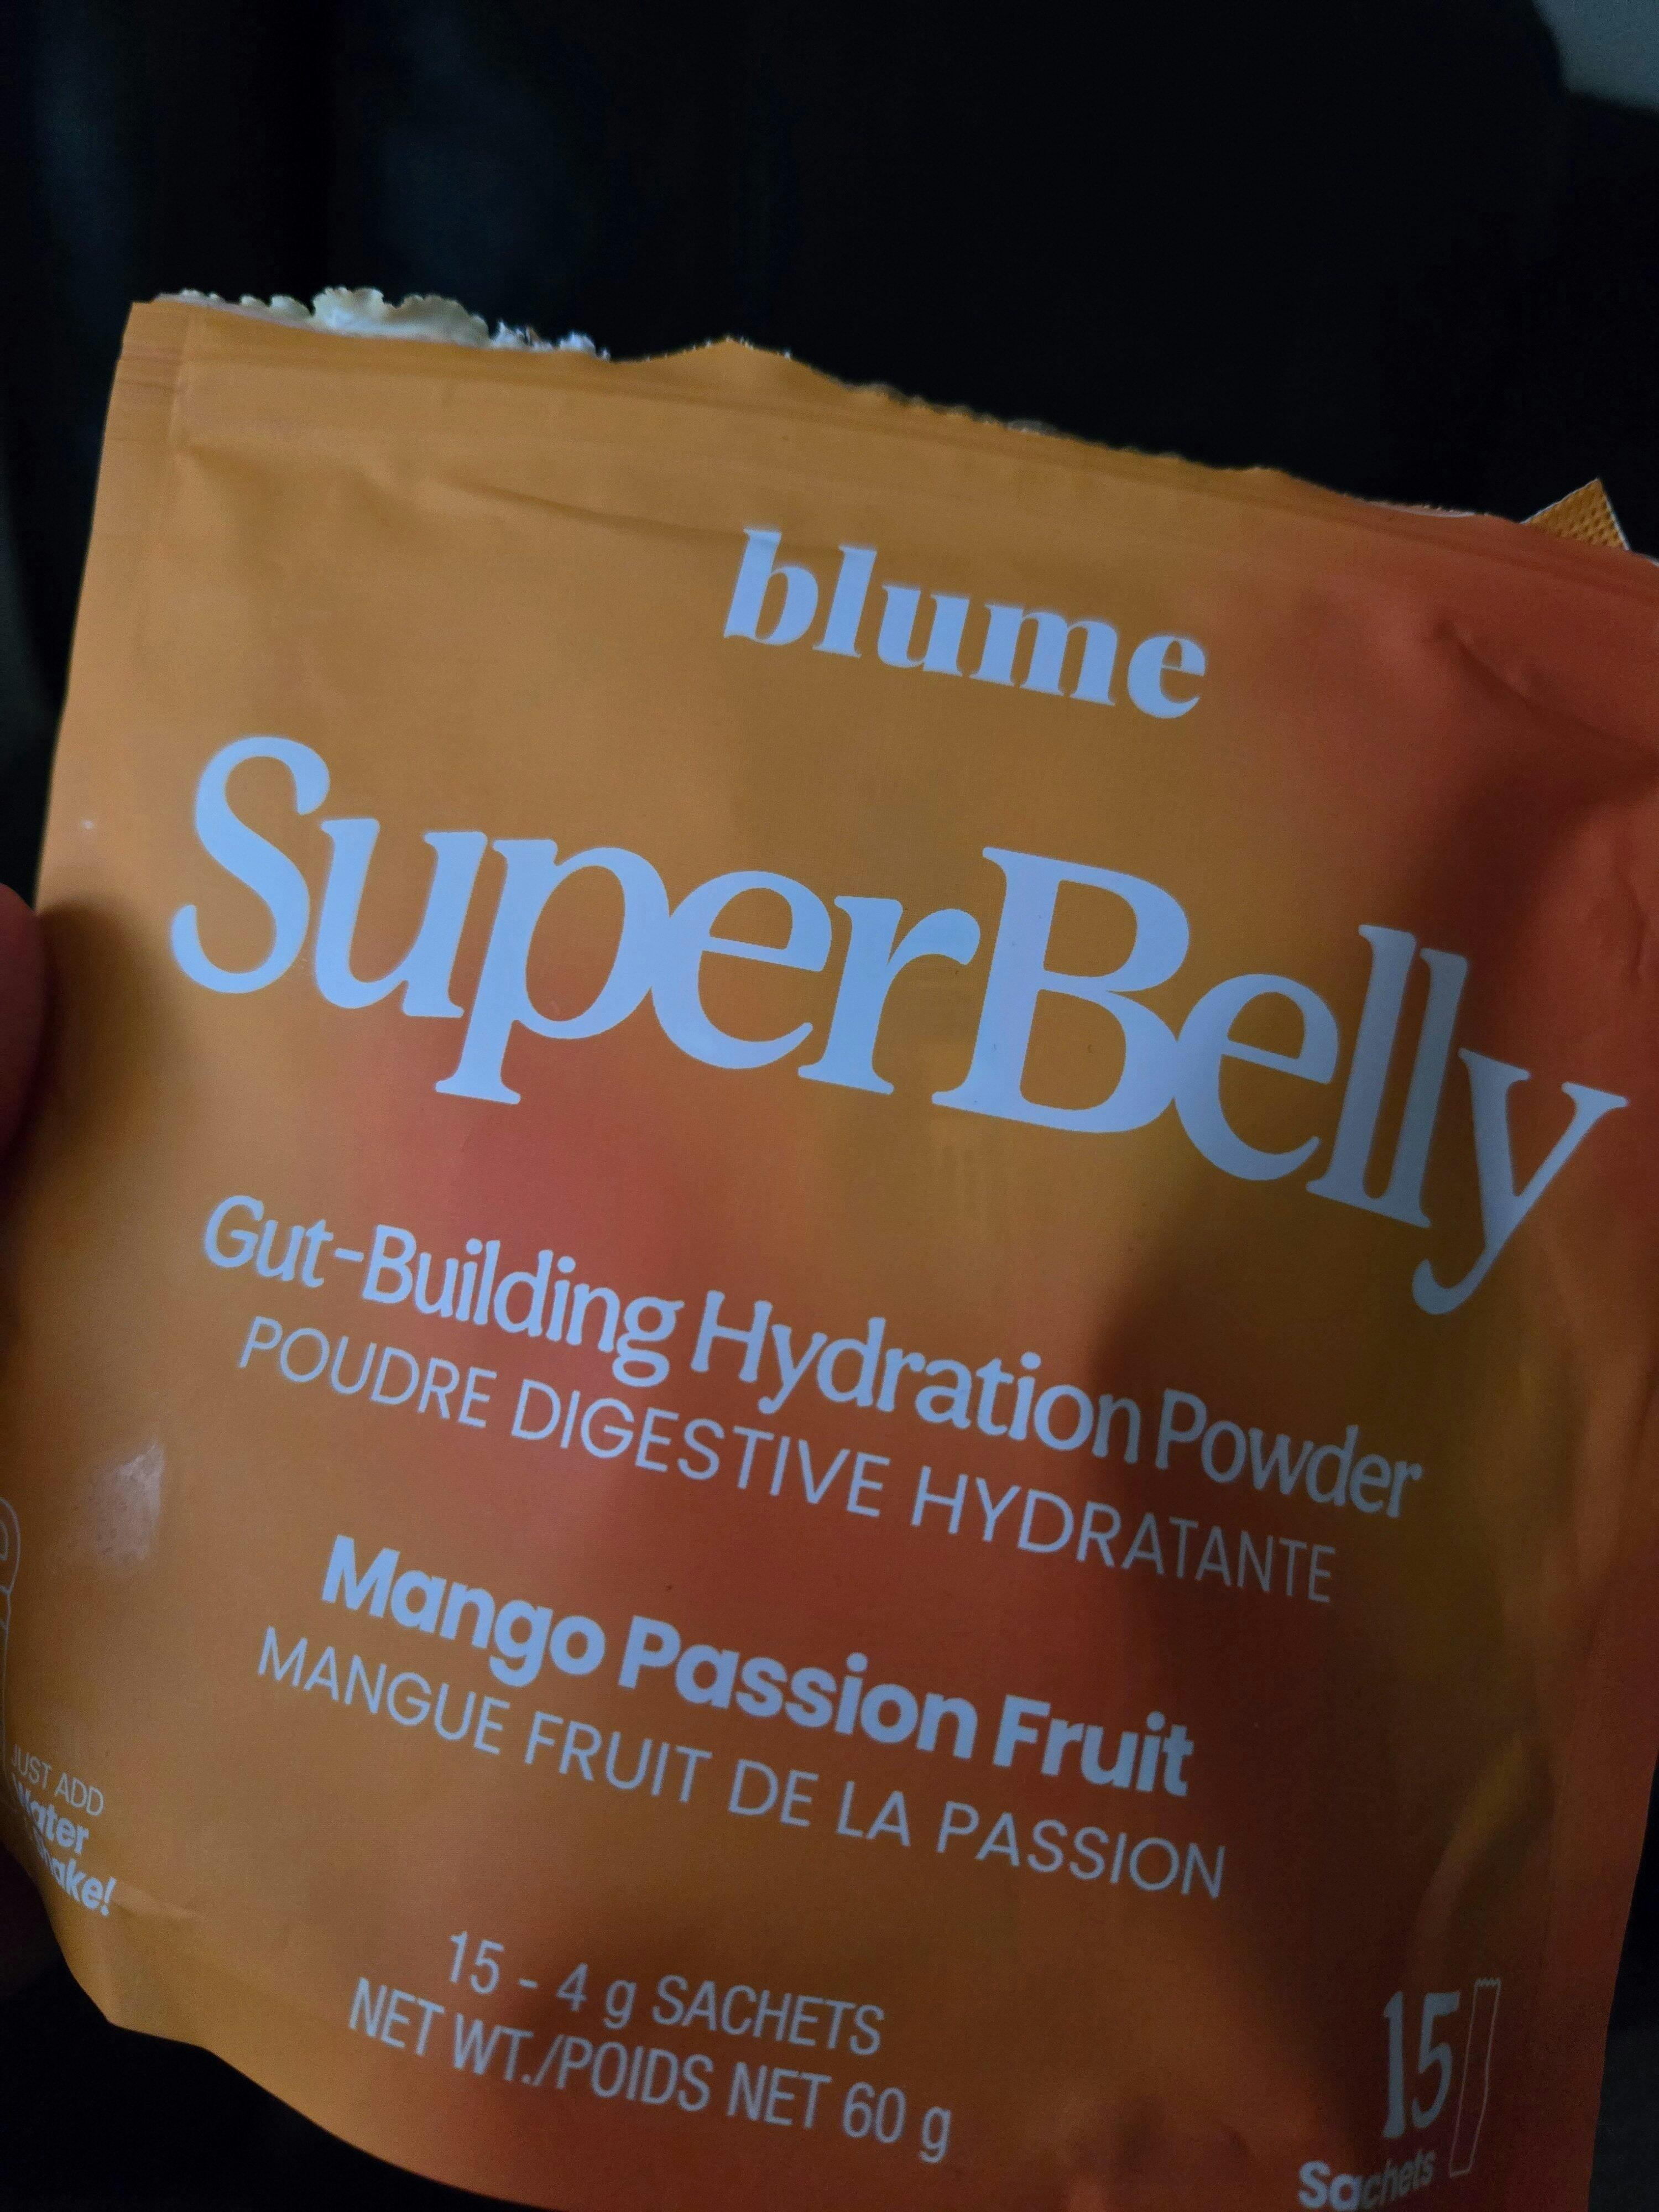 blume
SuperBelly
Gut-Building Hydration Powder
POUDRE DIGESTIVE HYDRATANTE
Mango Passion Fruit
MANGUE FRUIT DE LA PASSION
JUST ADD
15 - 4 g SACHETS
NET WT./POIDS NET 60 g
15
Sachets